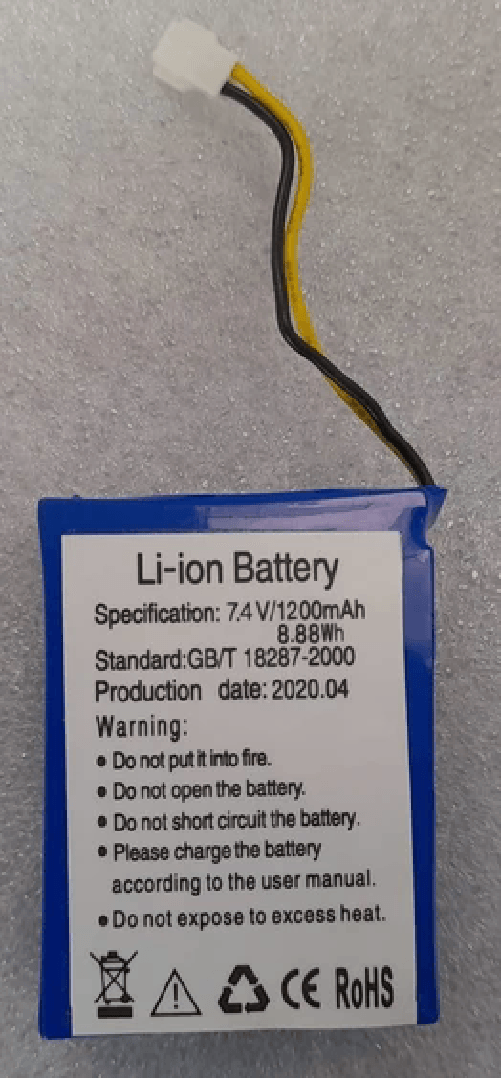 Li-ion Battery
Specification: 7.4V/1200mAh
8.88Wh
Standard:GB/T 18287-2000
Production date: 2020.04
Warning:
• Do not put it into fire.
• Do not open the battery.
• Do not short circuit the battery.
• Please charge the battery
according to the user manual.
• Do not expose to excess heat.
CE RoHS